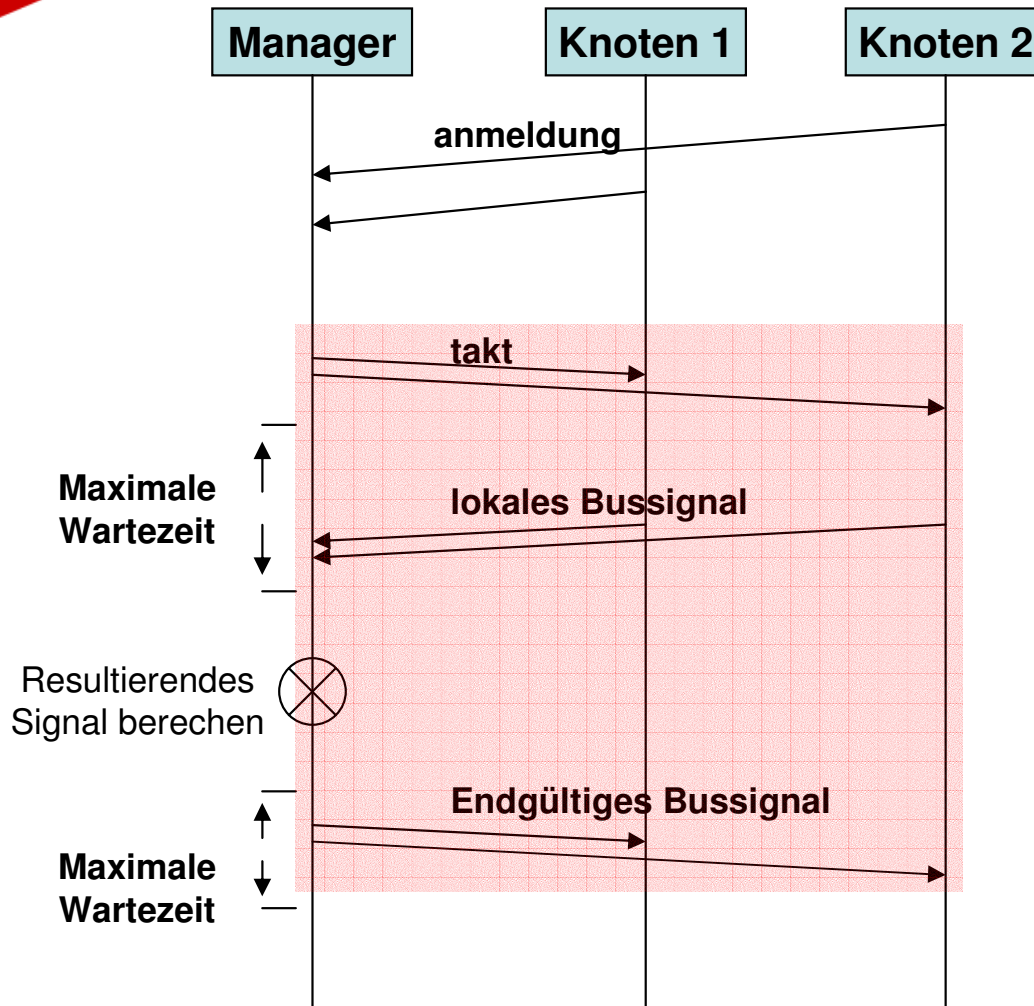 Manager
Knoten 1
Knoten 2
anmeldung
takt
Maximale
Wartezeit
lokales Bussignal
Resultierendes
Signal berechen
Endgültiges Bussignal
Maximale
Wartezeit